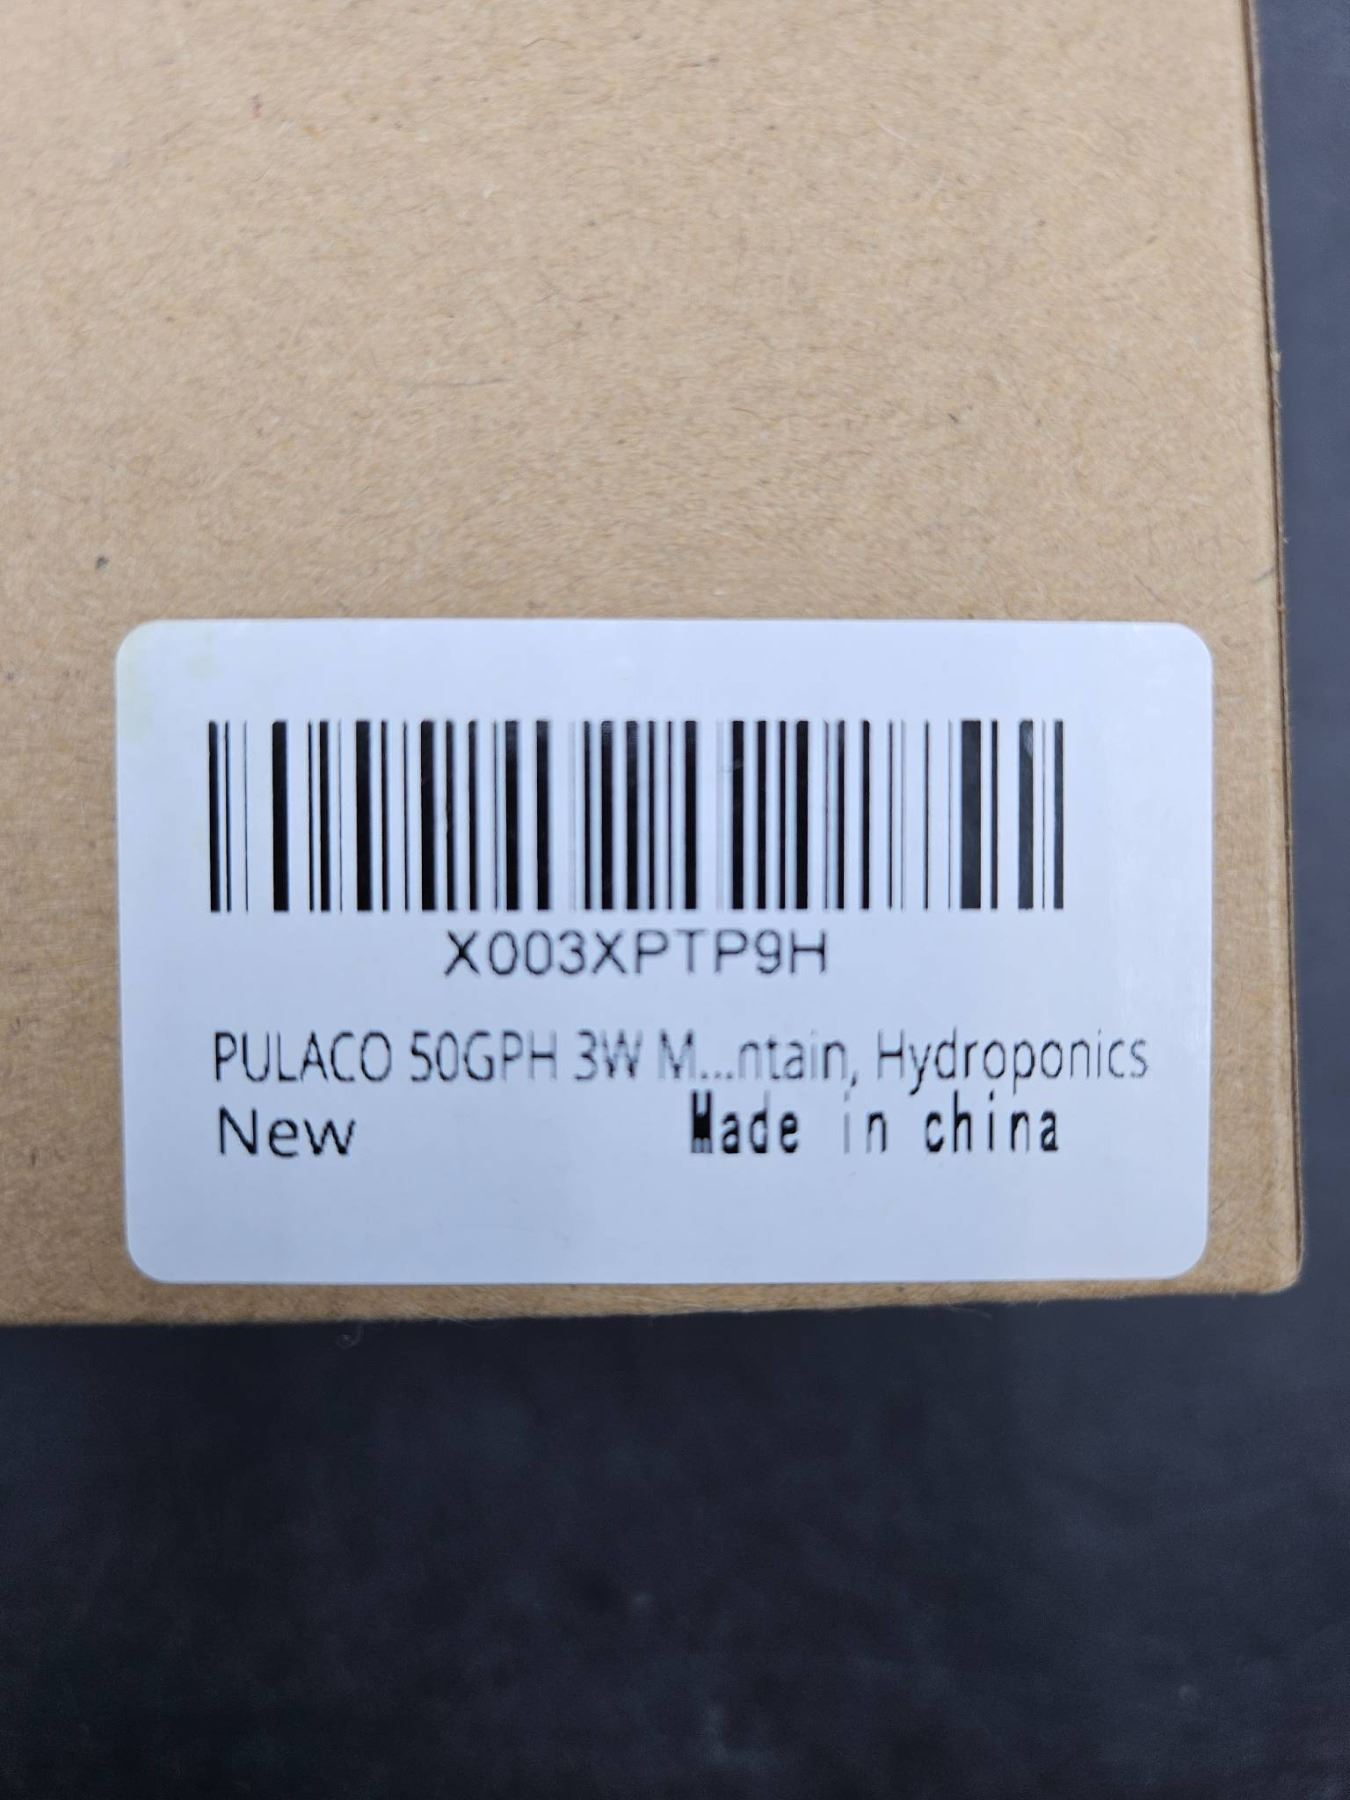 X003XPTP9H
PULACO 50GPH 3W M...ntain, Hydroponics
New Made in china